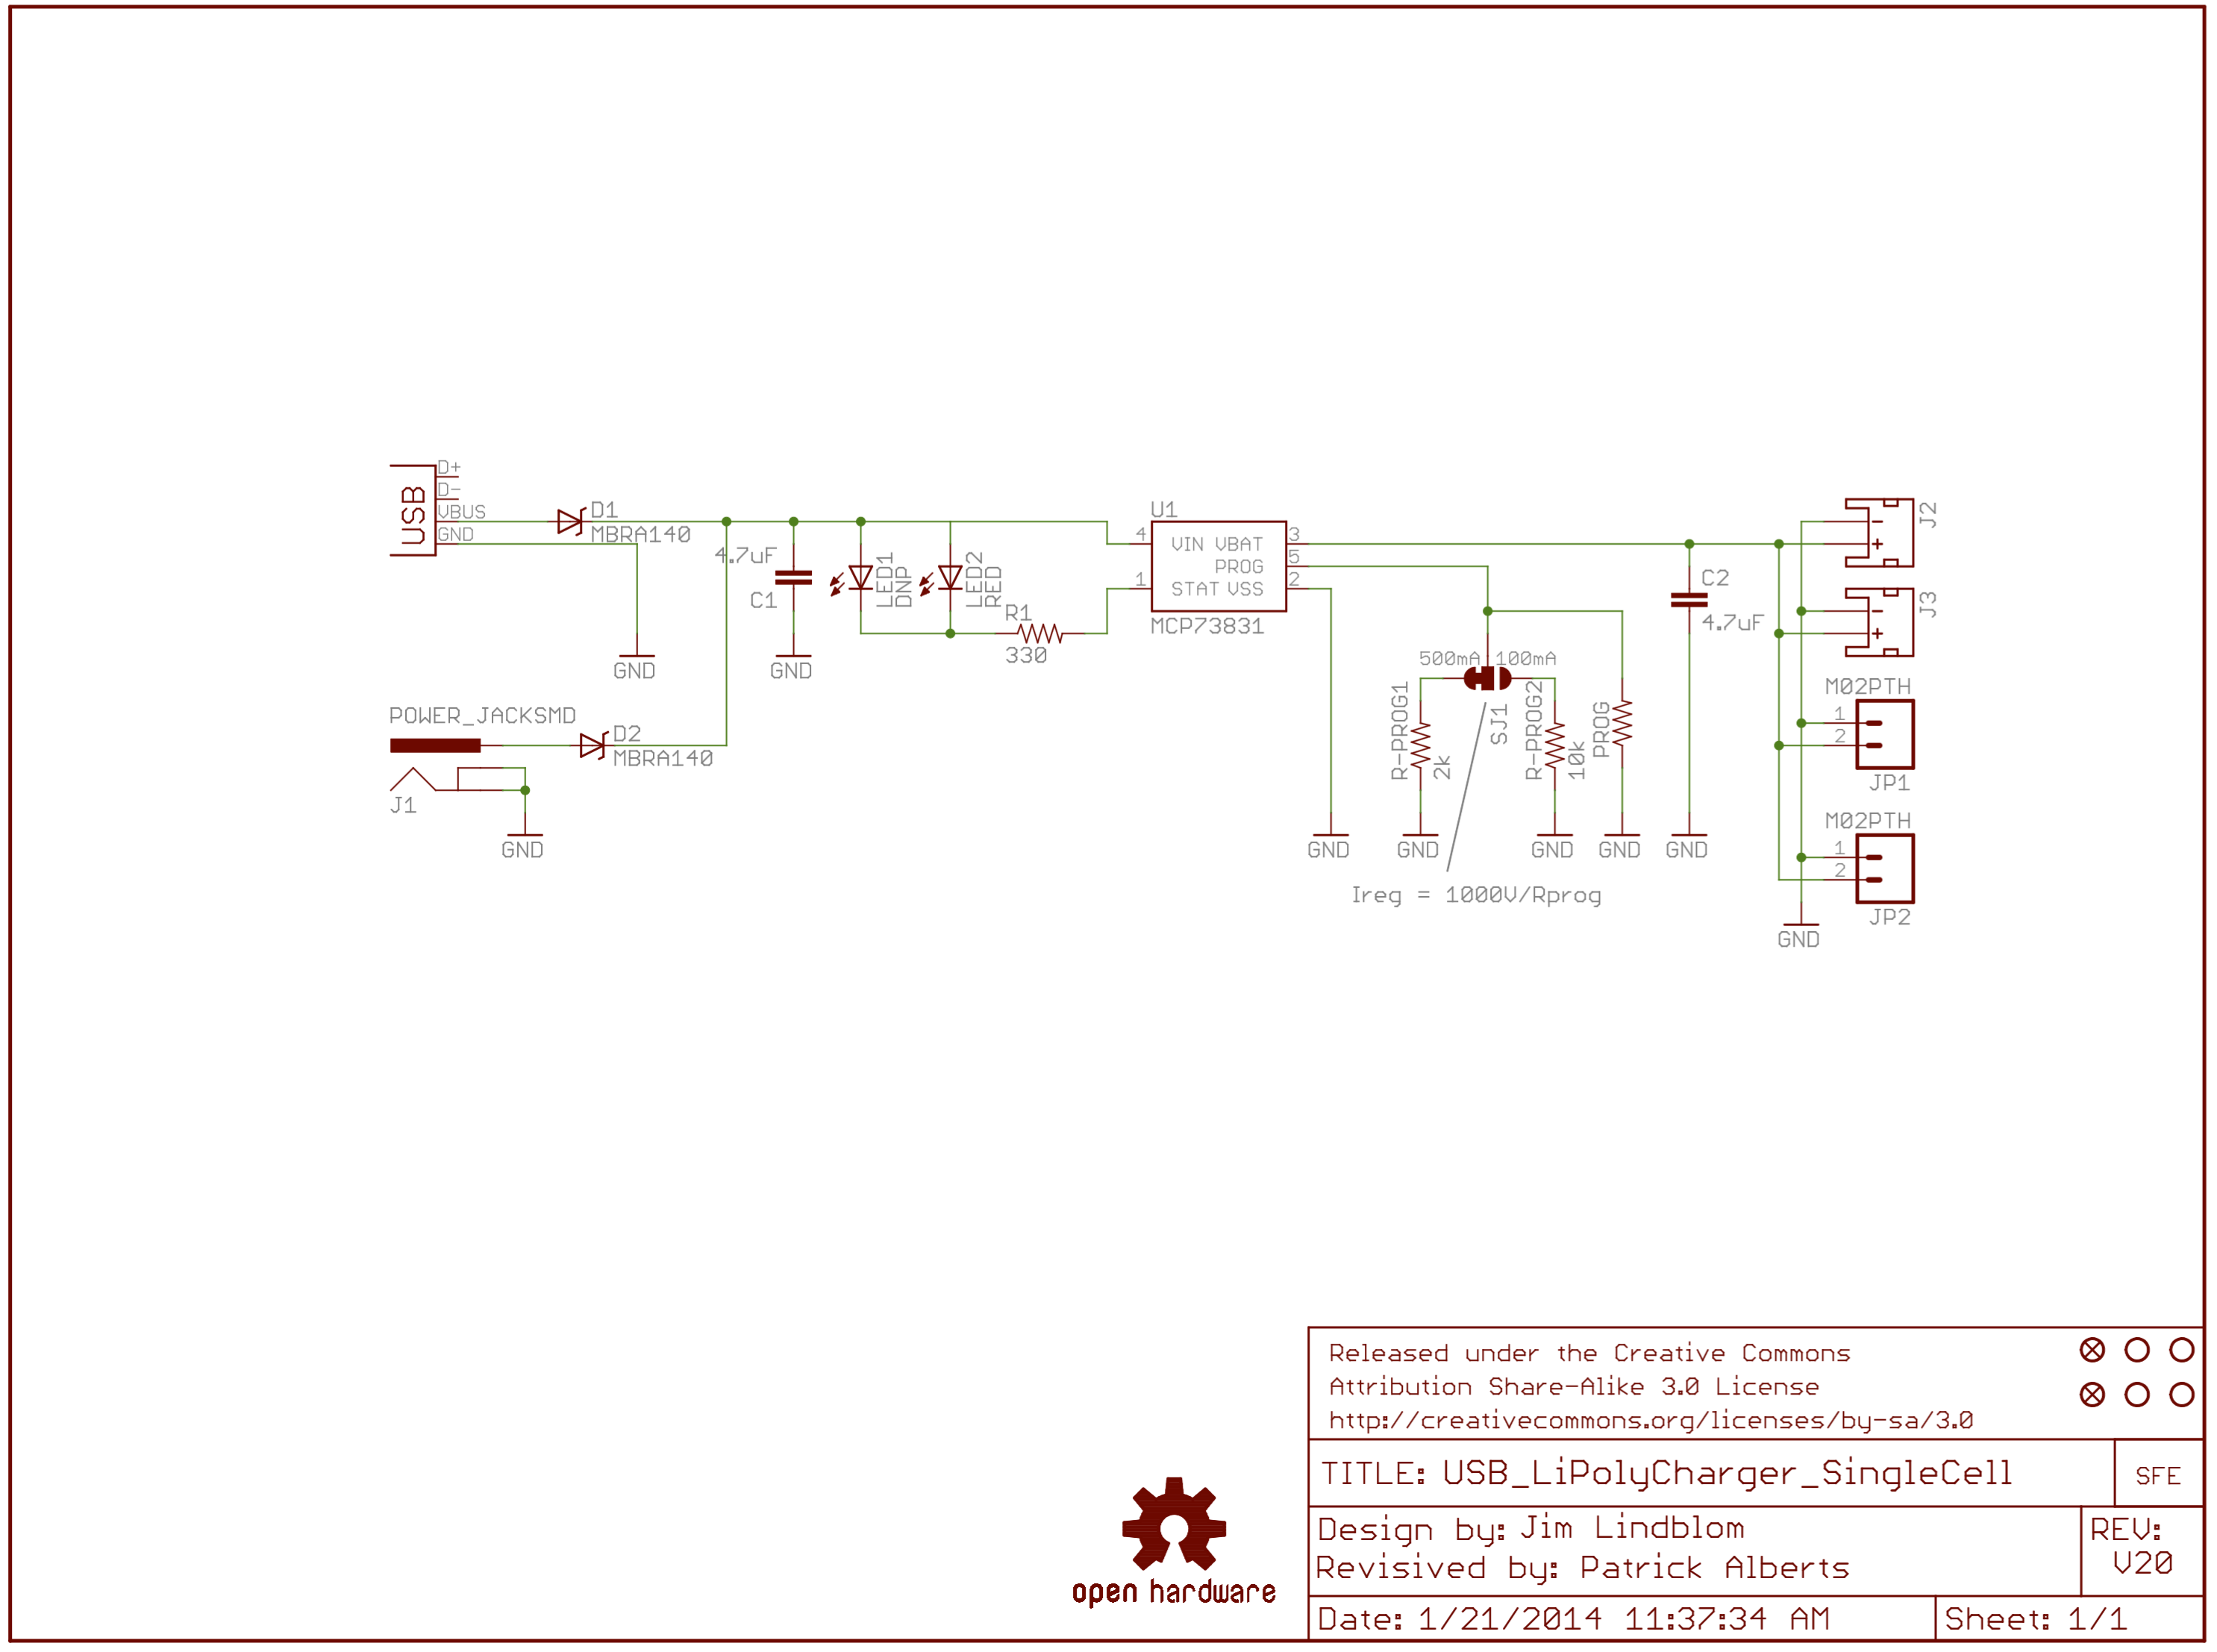 D+
D-
VBUS
GND
USB
D1
MBRA140
GND
POWER_JACKSMD
D2
MBRA140
J1
GND
4.7uF
C1
GND
LED1
DNP
LED2
RED
R1
330
U1
4
VIN VBAT
3
PROG
5
1
STAT VSS
2
MCP73831
GND
500mA 100mA
R-PROG1
2k
GND
SJ1
R-PROG2
10k
GND
PROG
GND
Ireg = 1000V/Rprog
C2
4.7uF
GND
-
+
J2
-
+
J3
M02PTH
1
2
JP1
M02PTH
1
2
JP2
GND
Released under the Creative Commons
Attribution Share-Alike 3.0 License
http://creativecommons.org/licenses/by-sa/3.0
TITLE: USB_LiPolyCharger_SingleCell
SFE
Design by: Jim Lindblom
Revisived by: Patrick Alberts
REV:
V20
Date: 1/21/2014 11:37:34 AM
Sheet: 1/1
open hardware